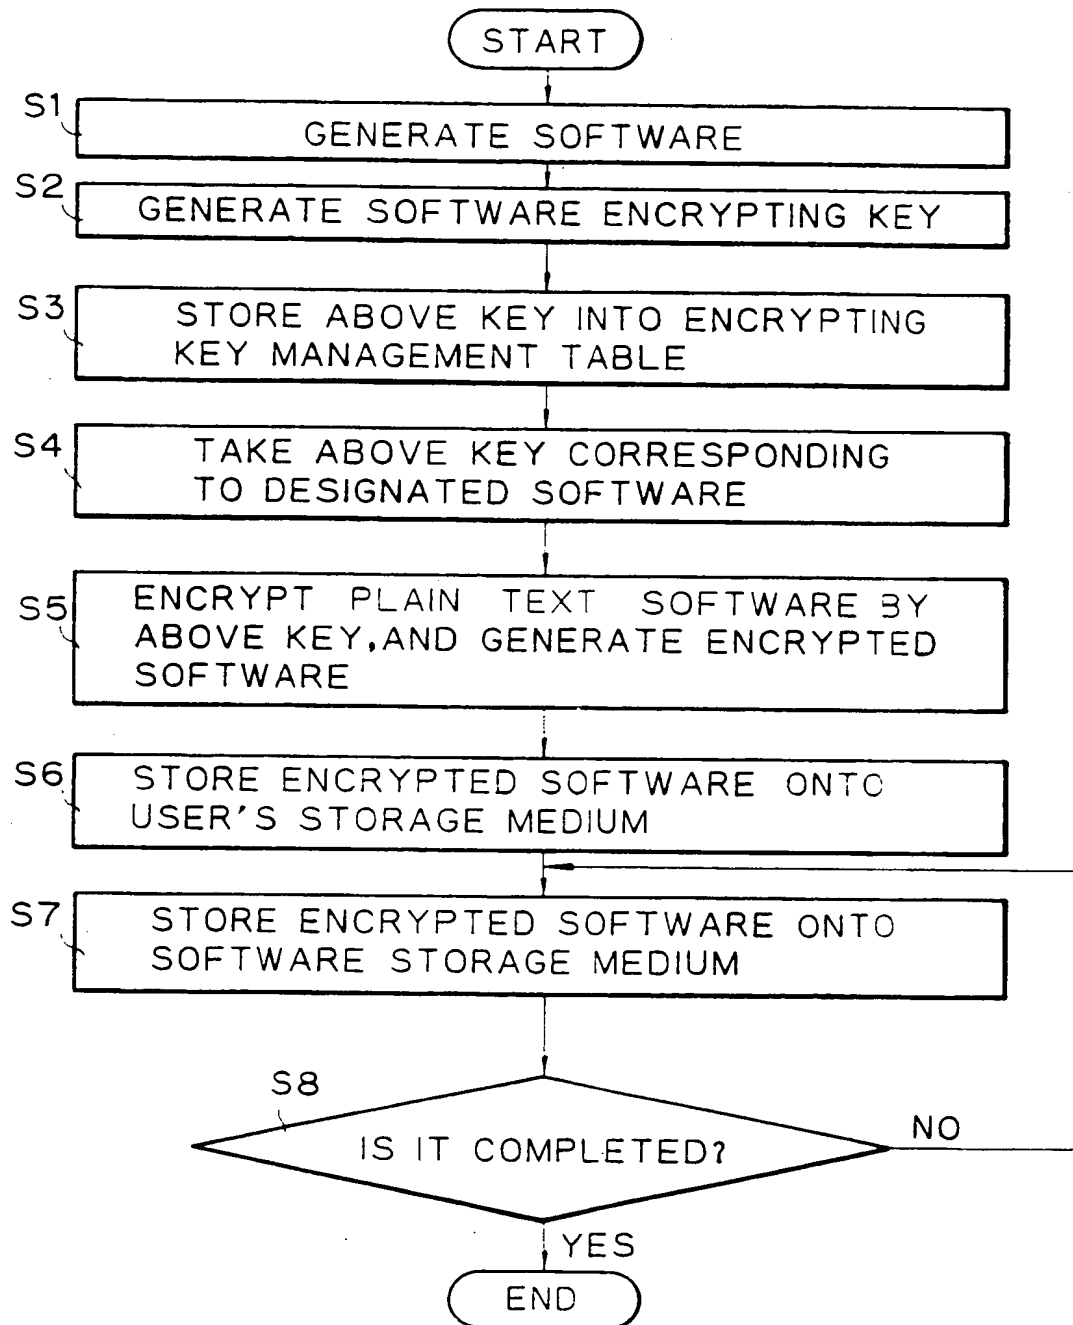 START
S1
GENERATE SOFTWARE
S2
GENERATE SOFTWARE ENCRYPTING KEY
S3
STORE ABOVE KEY INTO ENCRYPTING
KEY MANAGEMENT TABLE
S4
TAKE ABOVE KEY CORRESPONDING
TO DESIGNATED SOFTWARE
S5
ENCRYPT PLAIN TEXT SOFTWARE BY
ABOVE KEY, AND GENERATE ENCRYPTED
SOFTWARE
S6
STORE ENCRYPTED SOFTWARE ONTO
USER'S STORAGE MEDIUM
S7
STORE ENCRYPTED SOFTWARE ONTO
SOFTWARE STORAGE MEDIUM
S8
IS IT COMPLETED?
NO
YES
END